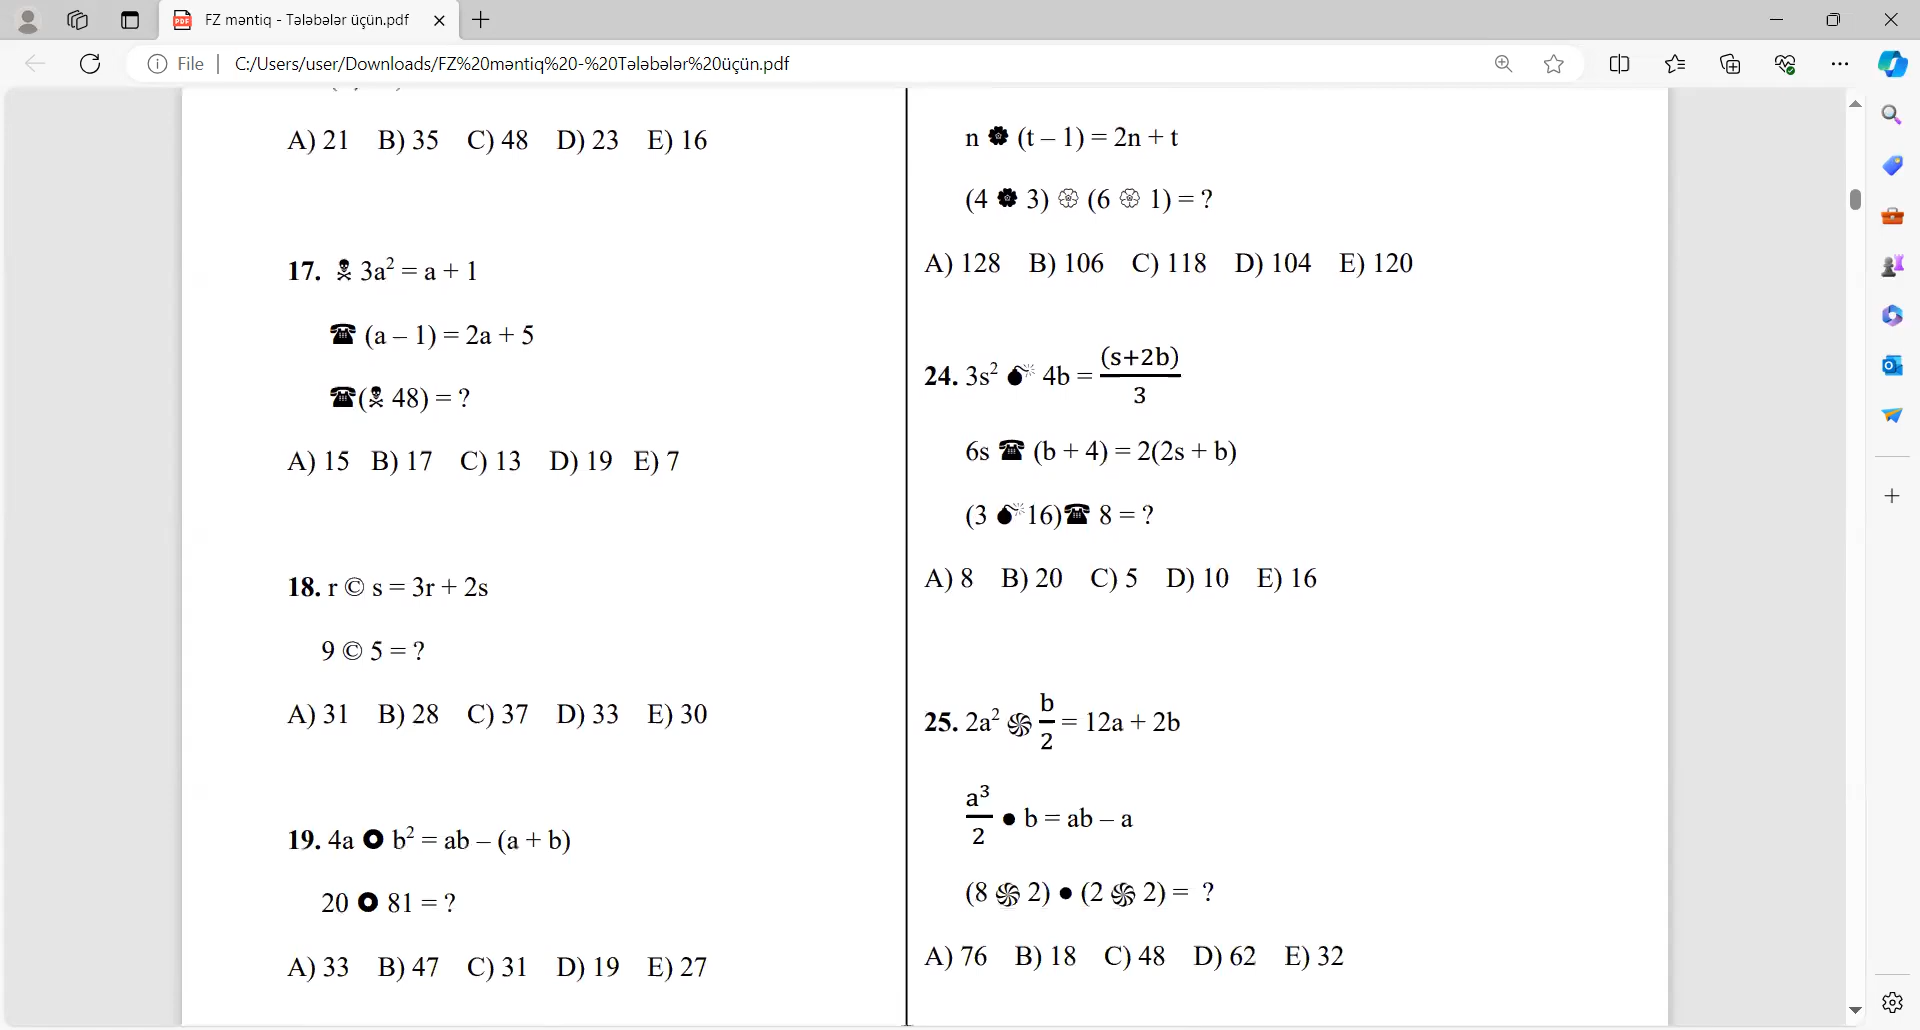 FZ məntiq - Tələbələr üçün.pdf
File
C:/Users/user/Downloads/FZ%20məntiq%20-%20Tələbələr%20üçün.pdf
A) 21 B) 35 C) 48 D) 23 E) 16
17. ☠ 3a² = a + 1
☎ (a – 1) = 2a + 5
☎(☠ 48) = ?
A) 15 B) 17 C) 13 D) 19 E) 7
18. r © s = 3r + 2s
9 © 5 = ?
A) 31 B) 28 C) 37 D) 33 E) 30
19. 4a ⭘ b² = ab – (a + b)
20 ⭘ 81 = ?
A) 33 B) 47 C) 31 D) 19 E) 27
n ✿ (t – 1) = 2n + t
(4 ✿ 3) ❀ (6 ❀ 1) = ?
A) 128 B) 106 C) 118 D) 104 E) 120
24. 3s² 💣 4b = (s+2b)/3
6s ☎ (b + 4) = 2(2s + b)
(3 💣 16)☎ 8 = ?
A) 8 B) 20 C) 5 D) 10 E) 16
25. 2a² ֍ b/2 = 12a + 2b
a³/2 ● b = ab – a
(8 ֍ 2) ● (2 ֍ 2) = ?
A) 76 B) 18 C) 48 D) 62 E) 32